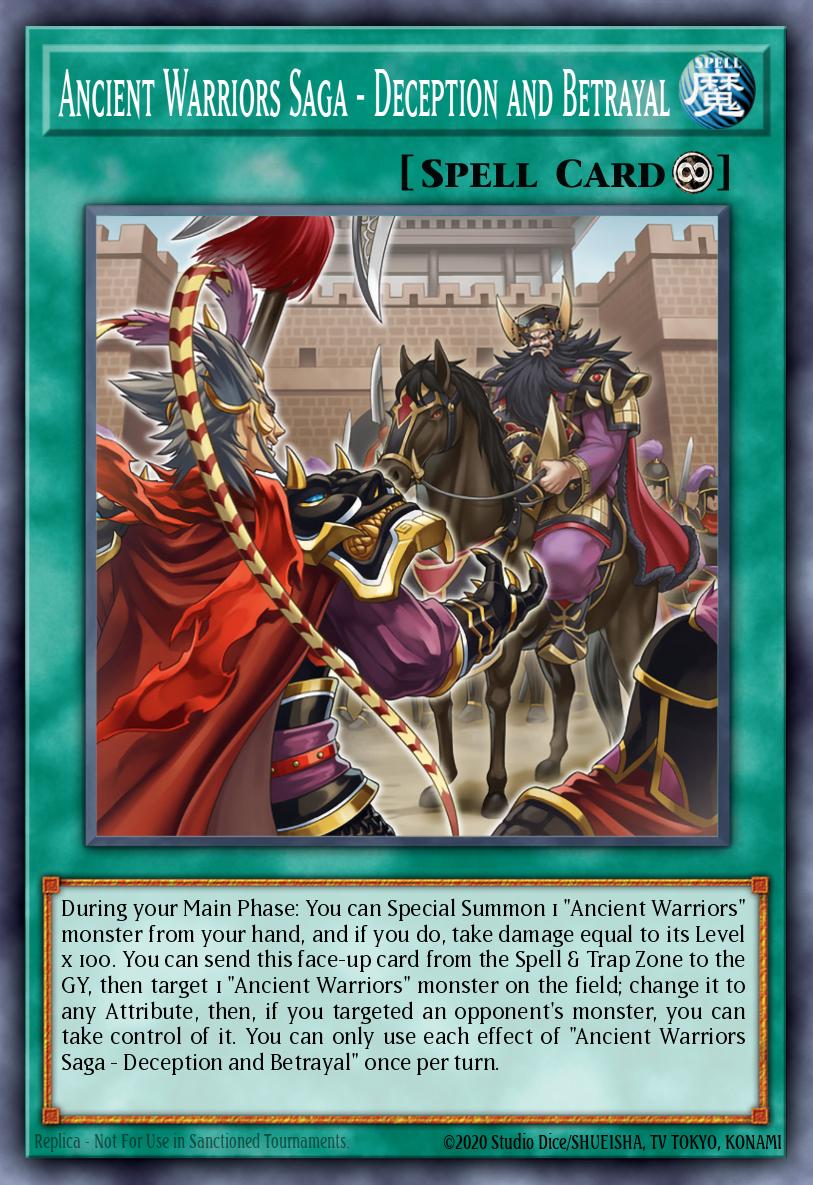 Ancient Warriors Saga - Deception and Betrayal
SPELL
魔
[Spell Card]
During your Main Phase: You can Special Summon 1 "Ancient Warriors"
monster from your hand, and if you do, take damage equal to its Level
x 100. You can send this face-up card from the Spell & Trap Zone to the
GY, then target 1 "Ancient Warriors" monster on the field; change it to
any Attribute, then, if you targeted an opponent's monster, you can
take control of it. You can only use each effect of "Ancient Warriors
Saga - Deception and Betrayal" once per turn.
Replica - Not For Use in Sanctioned Tournaments.
©2020 Studio Dice/SHUEISHA, TV TOKYO, KONAMI